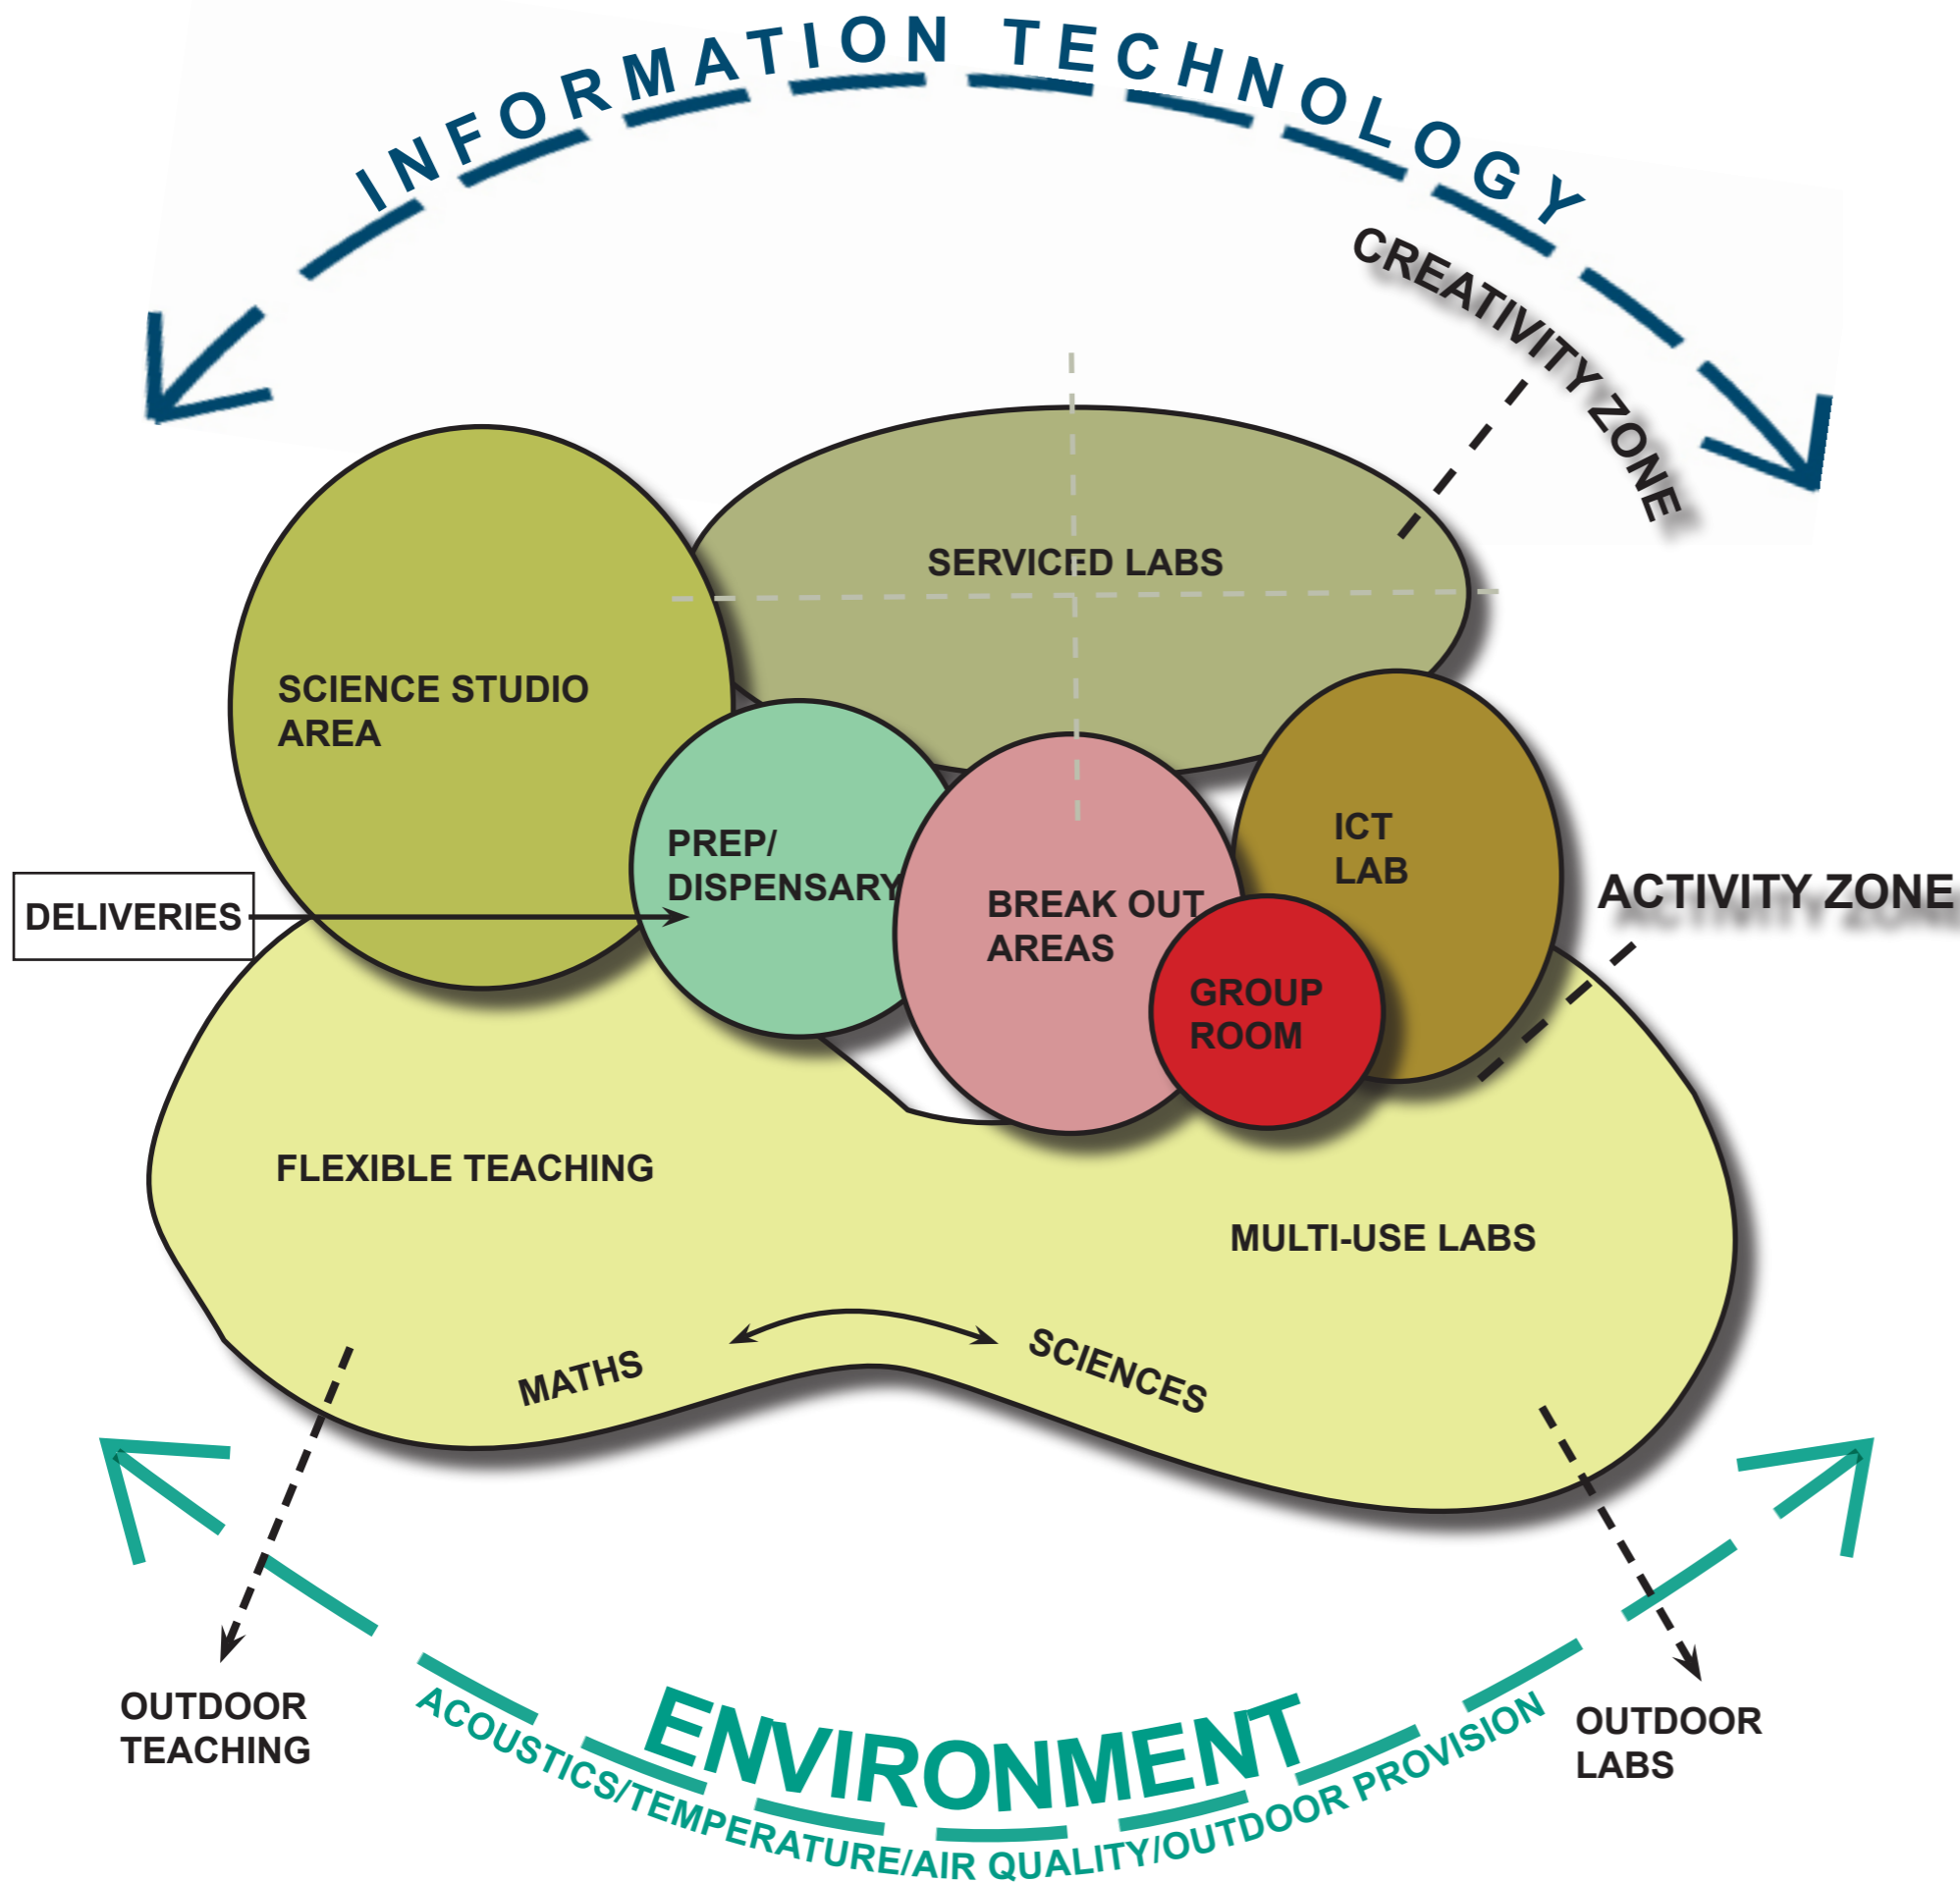 INFORMATION TECHNOLOGY
CREATIVITY ZONE
SERVICED LABS
SCIENCE STUDIO
AREA
PREP/
DISPENSARY
ICT
LAB
DELIVERIES
BREAK OUT
AREAS
ACTIVITY ZONE
GROUP
ROOM
FLEXIBLE TEACHING
MULTI-USE LABS
MATHS
SCIENCES
OUTDOOR
TEACHING
ENVIRONMENT
ACOUSTICS/TEMPERATURE/AIR QUALITY/OUTDOOR PROVISION
OUTDOOR
LABS